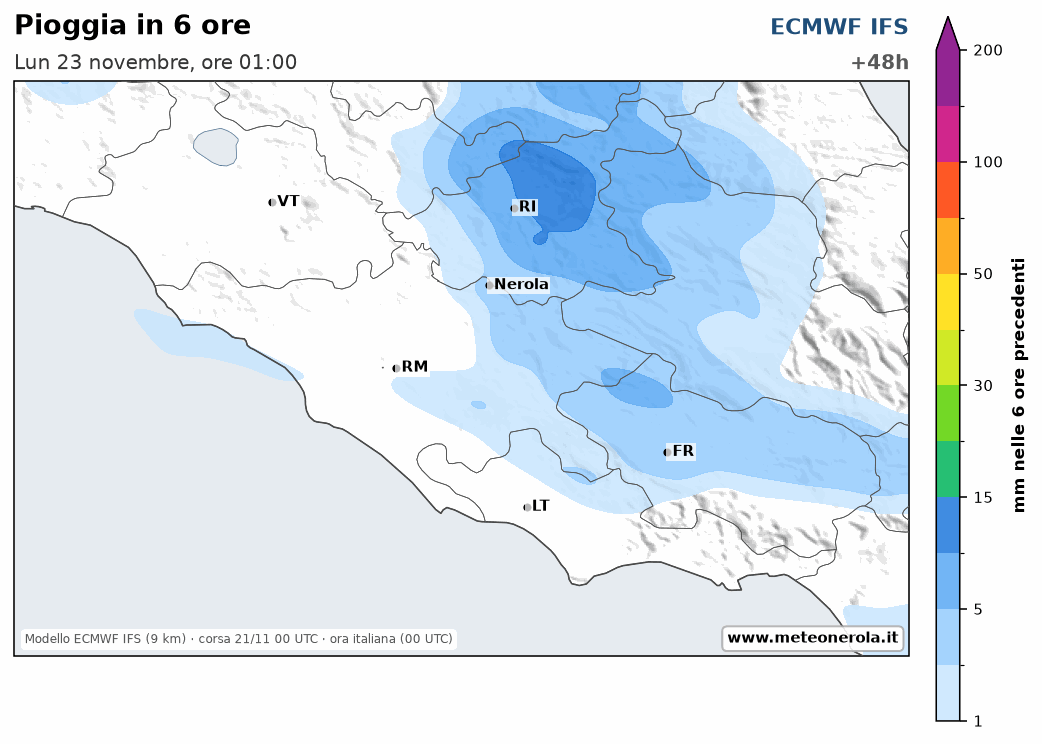 Pioggia in 6 ore
ECMWF IFS
Lun 23 novembre, ore 01:00
+48h
VT
RI
Nerola
RM
FR
LT
Modello ECMWF IFS (9 km) · corsa 21/11 00 UTC · ora italiana (00 UTC)
www.meteonerola.it
200
100
50
30
15
5
1
mm nelle 6 ore precedenti